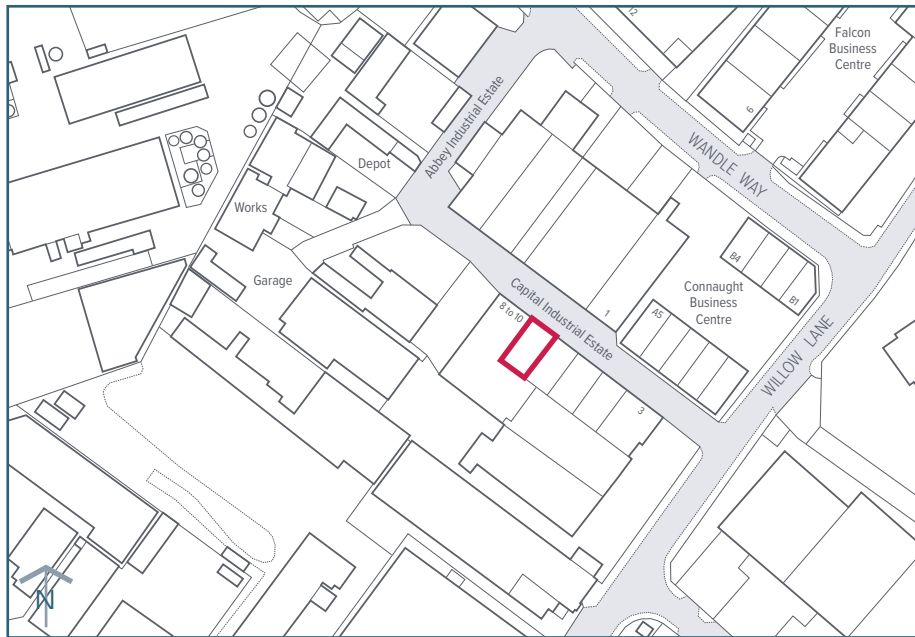 12
Falcon
Business
Centre
6
Abbey Industrial Estate
WANDLE WAY
Depot
Works
Garage
B4
B1
Connaught
Business
Centre
Capital Industrial Estate
8 to 10
1
A5
WILLOW LANE
3
N